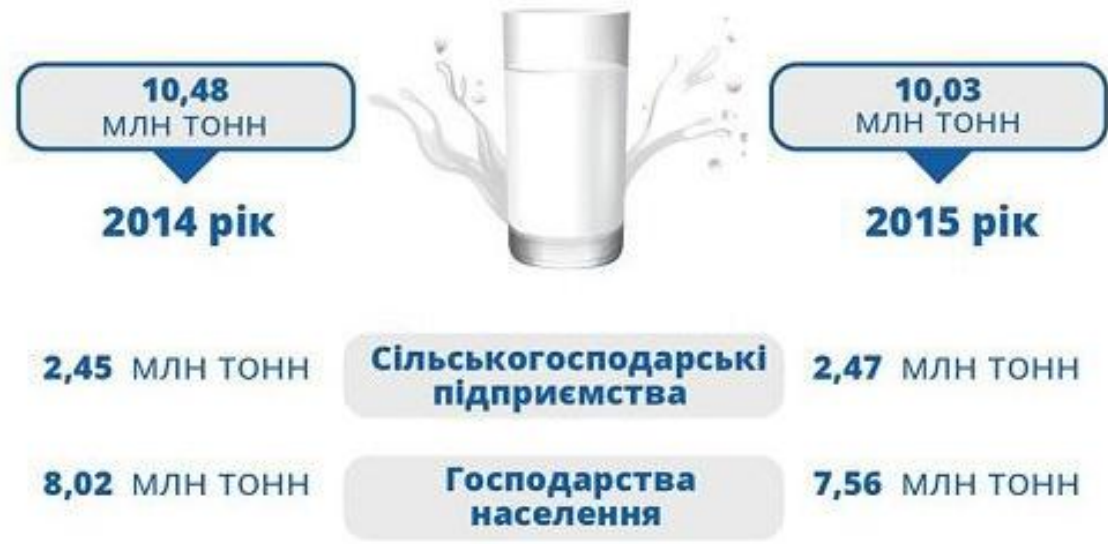 10,48
МЛН ТОНН
2014 рік
10,03
МЛН ТОНН
2015 рік
2,45 МЛН ТОНН
Сільськогосподарські
підприємства
2,47 МЛН ТОНН
8,02 МЛН ТОНН
Господарства
населення
7,56 МЛН ТОНН